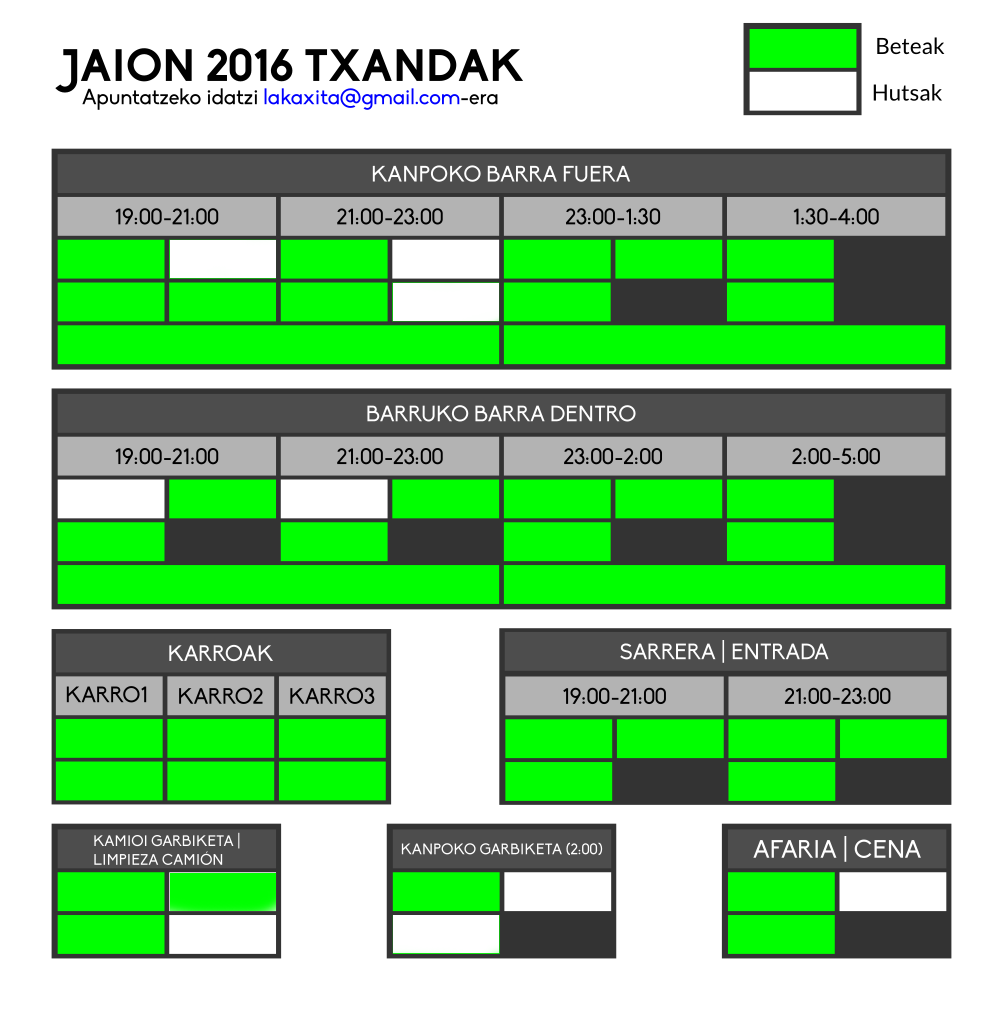 JAION 2016 TXANDAK
Apuntatzeko idatzi lakaxita@gmail.com-era
Beteak
Hutsak
KANPOKO BARRA FUERA
19:00-21:00 21:00-23:00 23:00-1:30 1:30-4:00
BARRUKO BARRA DENTRO
19:00-21:00 21:00-23:00 23:00-2:00 2:00-5:00
KARROAK
KARRO1 KARRO2 KARRO3
SARRERA | ENTRADA
19:00-21:00 21:00-23:00
KAMIOI GARBIKETA |
LIMPIEZA CAMIÓN
KANPOKO GARBIKETA (2:00)
AFARIA | CENA